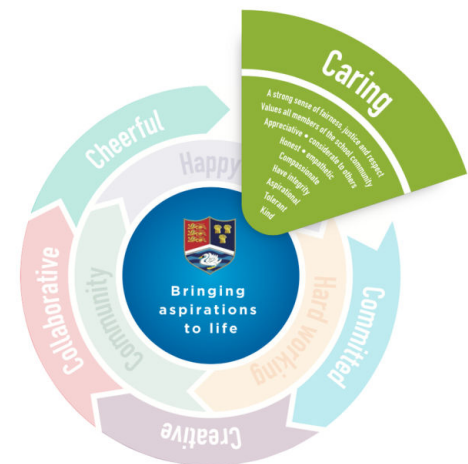 Caring
A strong sense of fairness, justice and respect
Values all members of the school community
Appreciative • considerate to others
Honest • empathetic
Compassionate
Have integrity
Aspirational
Tolerant
Kind
Cheerful
Happy
Collaborative
Community
Bringing
aspirations
to life
Hard working
Committed
Creative